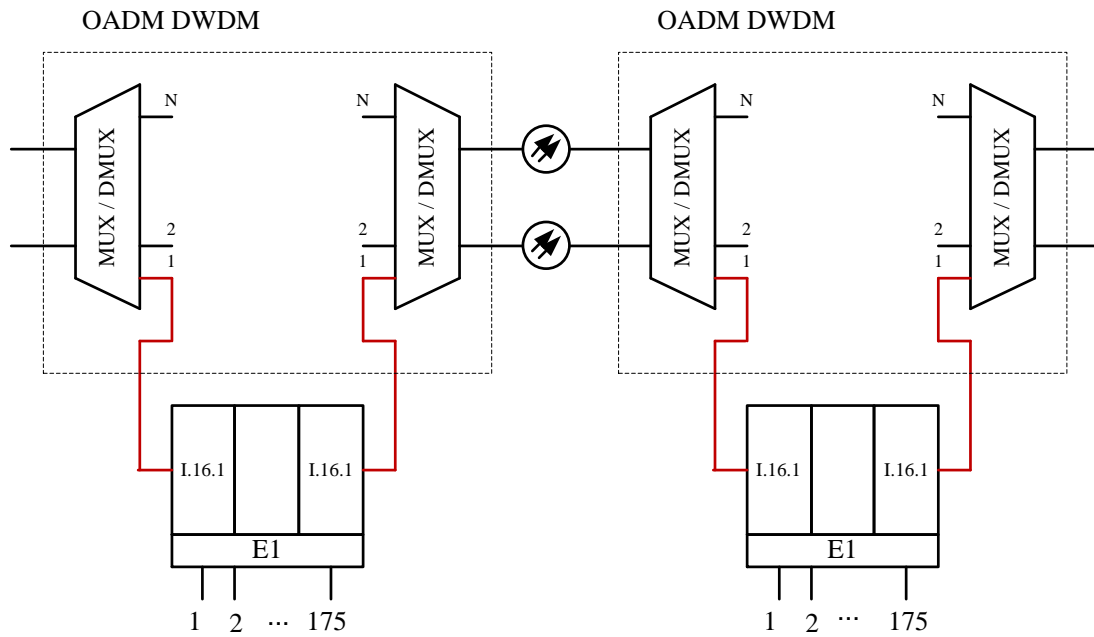 OADM DWDM
OADM DWDM
N
N
N
N
MUX / DMUX
MUX / DMUX
MUX / DMUX
MUX / DMUX
2
2
2
2
1
1
1
1
I.16.1
I.16.1
I.16.1
I.16.1
E1
E1
1 2 ... 175
1 2 ... 175